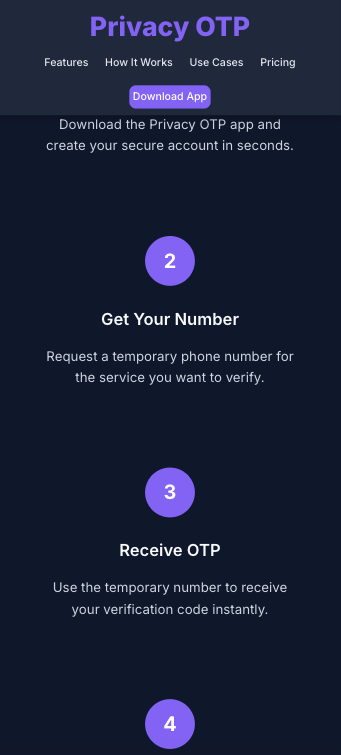 Privacy OTP
Features How It Works Use Cases Pricing
Download App
Download the Privacy OTP app and
create your secure account in seconds.
2
Get Your Number
Request a temporary phone number for
the service you want to verify.
3
Receive OTP
Use the temporary number to receive
your verification code instantly.
4